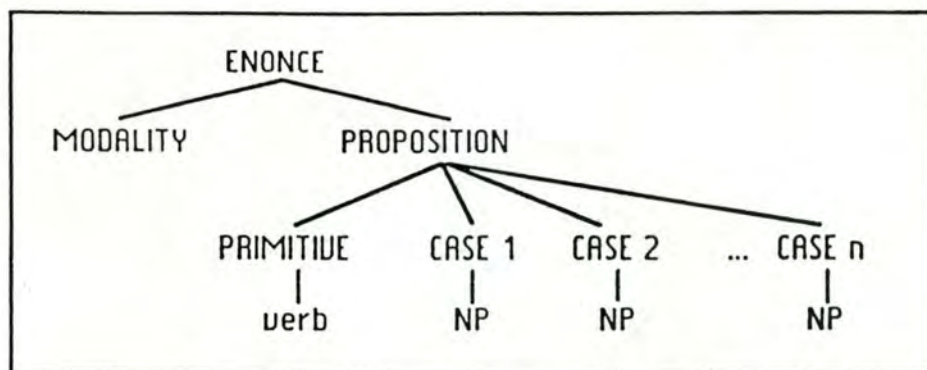 ENONCE
MODALITY PROPOSITION
PRIMITIVE CASE 1 CASE 2 ... CASE n
verb NP NP NP